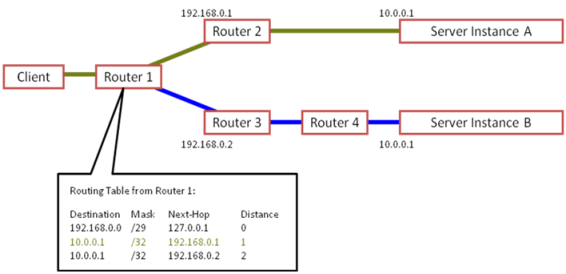 192.168.0.1
10.0.0.1
Router 2
Server Instance A
Client
Router 1
Router 3
Router 4
Server Instance B
192.168.0.2
10.0.0.1
Routing Table from Router 1:
Destination Mask Next-Hop Distance
192.168.0.0 /29 127.0.0.1 0
10.0.0.1 /32 192.168.0.1 1
10.0.0.1 /32 192.168.0.2 2